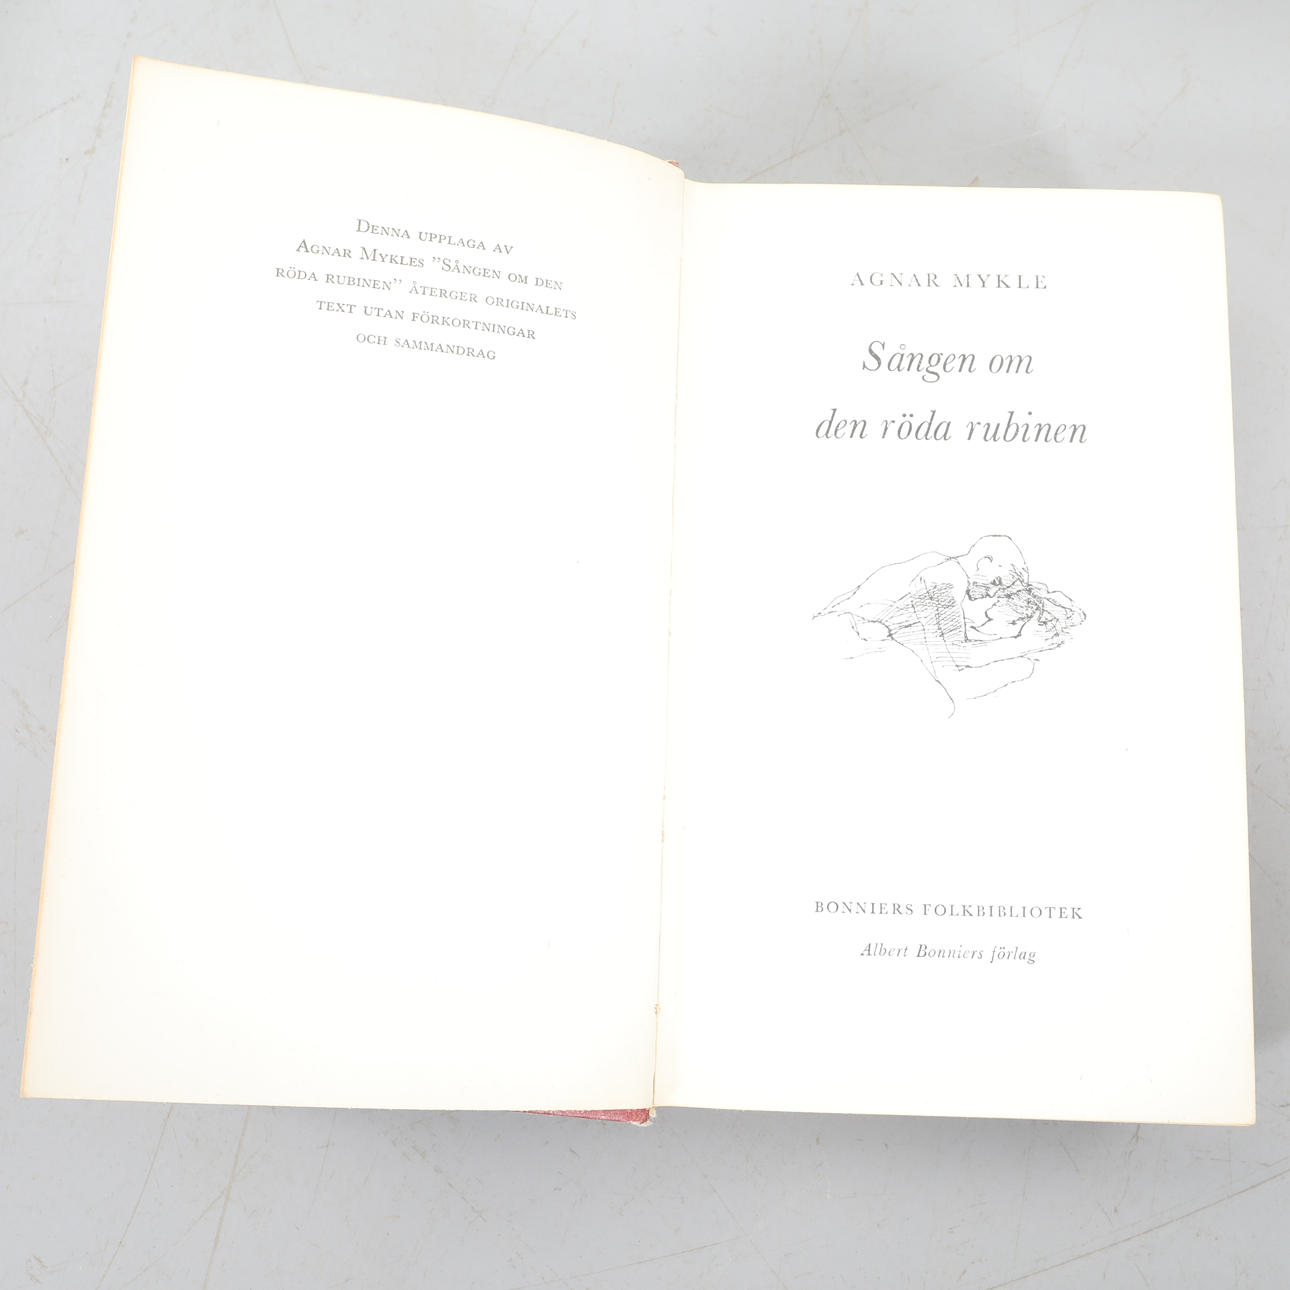 Denna upplaga av
Agnar Mykles ”Sången om den
röda rubinen” återger originalets
text utan förkortningar
och sammandrag
AGNAR MYKLE
Sången om
den röda rubinen
BONNIERS FOLKBIBLIOTEK
Albert Bonniers förlag